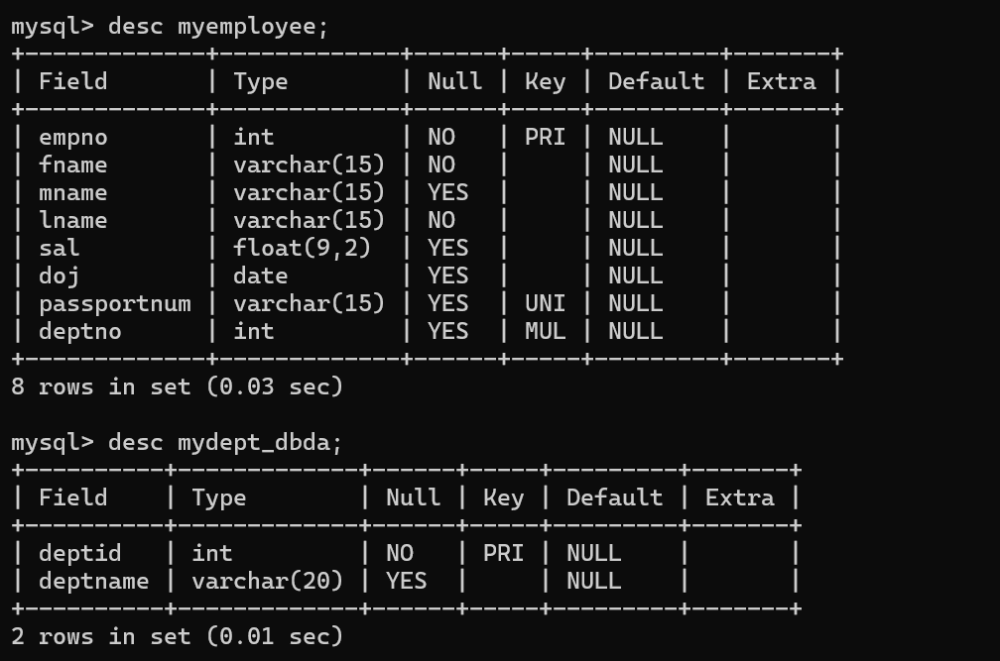 mysql> desc myemployee;
+-------------+-------------+------+-----+---------+-------+
| Field       | Type        | Null | Key | Default | Extra |
+-------------+-------------+------+-----+---------+-------+
| empno       | int         | NO   | PRI | NULL    |       |
| fname       | varchar(15) | NO   |     | NULL    |       |
| mname       | varchar(15) | YES  |     | NULL    |       |
| lname       | varchar(15) | NO   |     | NULL    |       |
| sal         | float(9,2)  | YES  |     | NULL    |       |
| doj         | date        | YES  |     | NULL    |       |
| passportnum | varchar(15) | YES  | UNI | NULL    |       |
| deptno      | int         | YES  | MUL | NULL    |       |
+-------------+-------------+------+-----+---------+-------+
8 rows in set (0.03 sec)

mysql> desc mydept_dbda;
+----------+-------------+------+-----+---------+-------+
| Field    | Type        | Null | Key | Default | Extra |
+----------+-------------+------+-----+---------+-------+
| deptid   | int         | NO   | PRI | NULL    |       |
| deptname | varchar(20) | YES  |     | NULL    |       |
+----------+-------------+------+-----+---------+-------+
2 rows in set (0.01 sec)